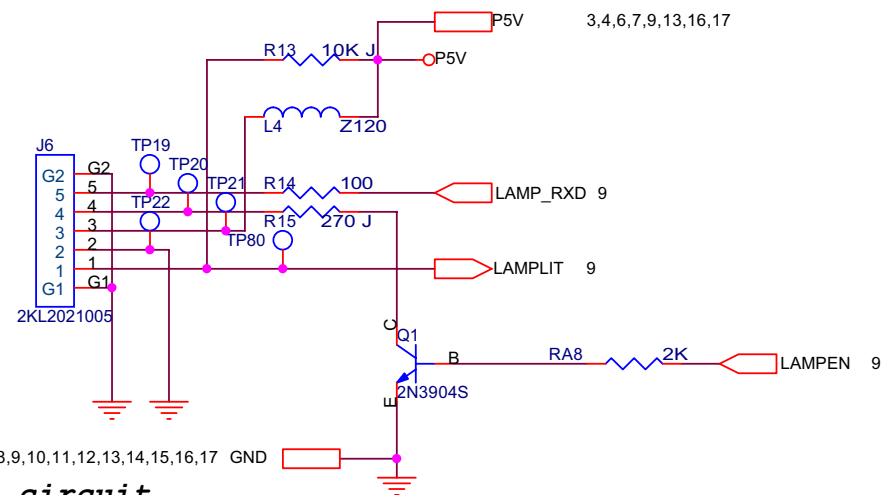 P5V 3,4,6,7,9,13,16,17
R13 10K J
P5V
L4 Z120
J6
TP19
G2 G2
TP20
5 5
TP21
R14 100
LAMP_RXD 9
4 4
TP22
R15
270 J
3 3
TP80
2 2
1 1
LAMPLIT 9
G1 G1
2KL2021005
C
Q1
B
RA8 2K
LAMPEN 9
2N3904S
E
3,9,10,11,12,13,14,15,16,17 GND
circuit